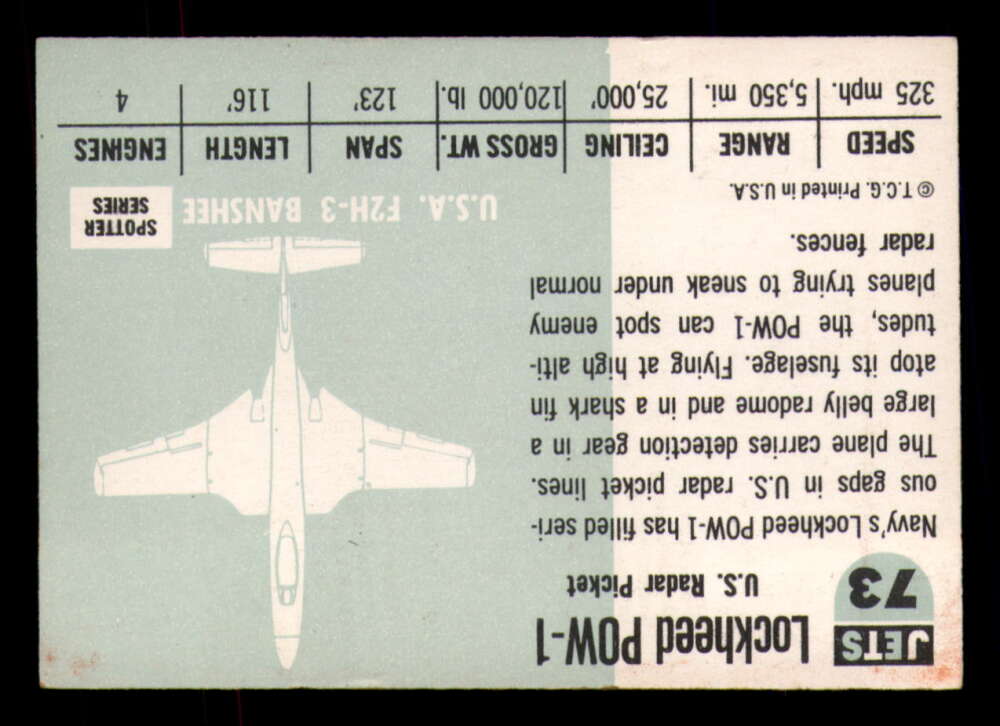 JETS
73
Lockheed POW-1
U.S. Radar Picket
Navy's Lockheed POW-1 has filled seri-
ous gaps in U.S. radar picket lines.
The plane carries detection gear in a
large belly radome and in a shark fin
atop its fuselage. Flying at high alti-
tudes, the POW-1 can spot enemy
planes trying to sneak under normal
radar fences.
© T.C.G. Printed in U.S.A.
U.S.A. F2H-3 BANSHEE
SPOTTER
SERIES
SPEED RANGE CEILING GROSS WT. SPAN LENGTH ENGINES
325 mph. 5,350 mi. 25,000' 120,000 lb. 123' 116' 4